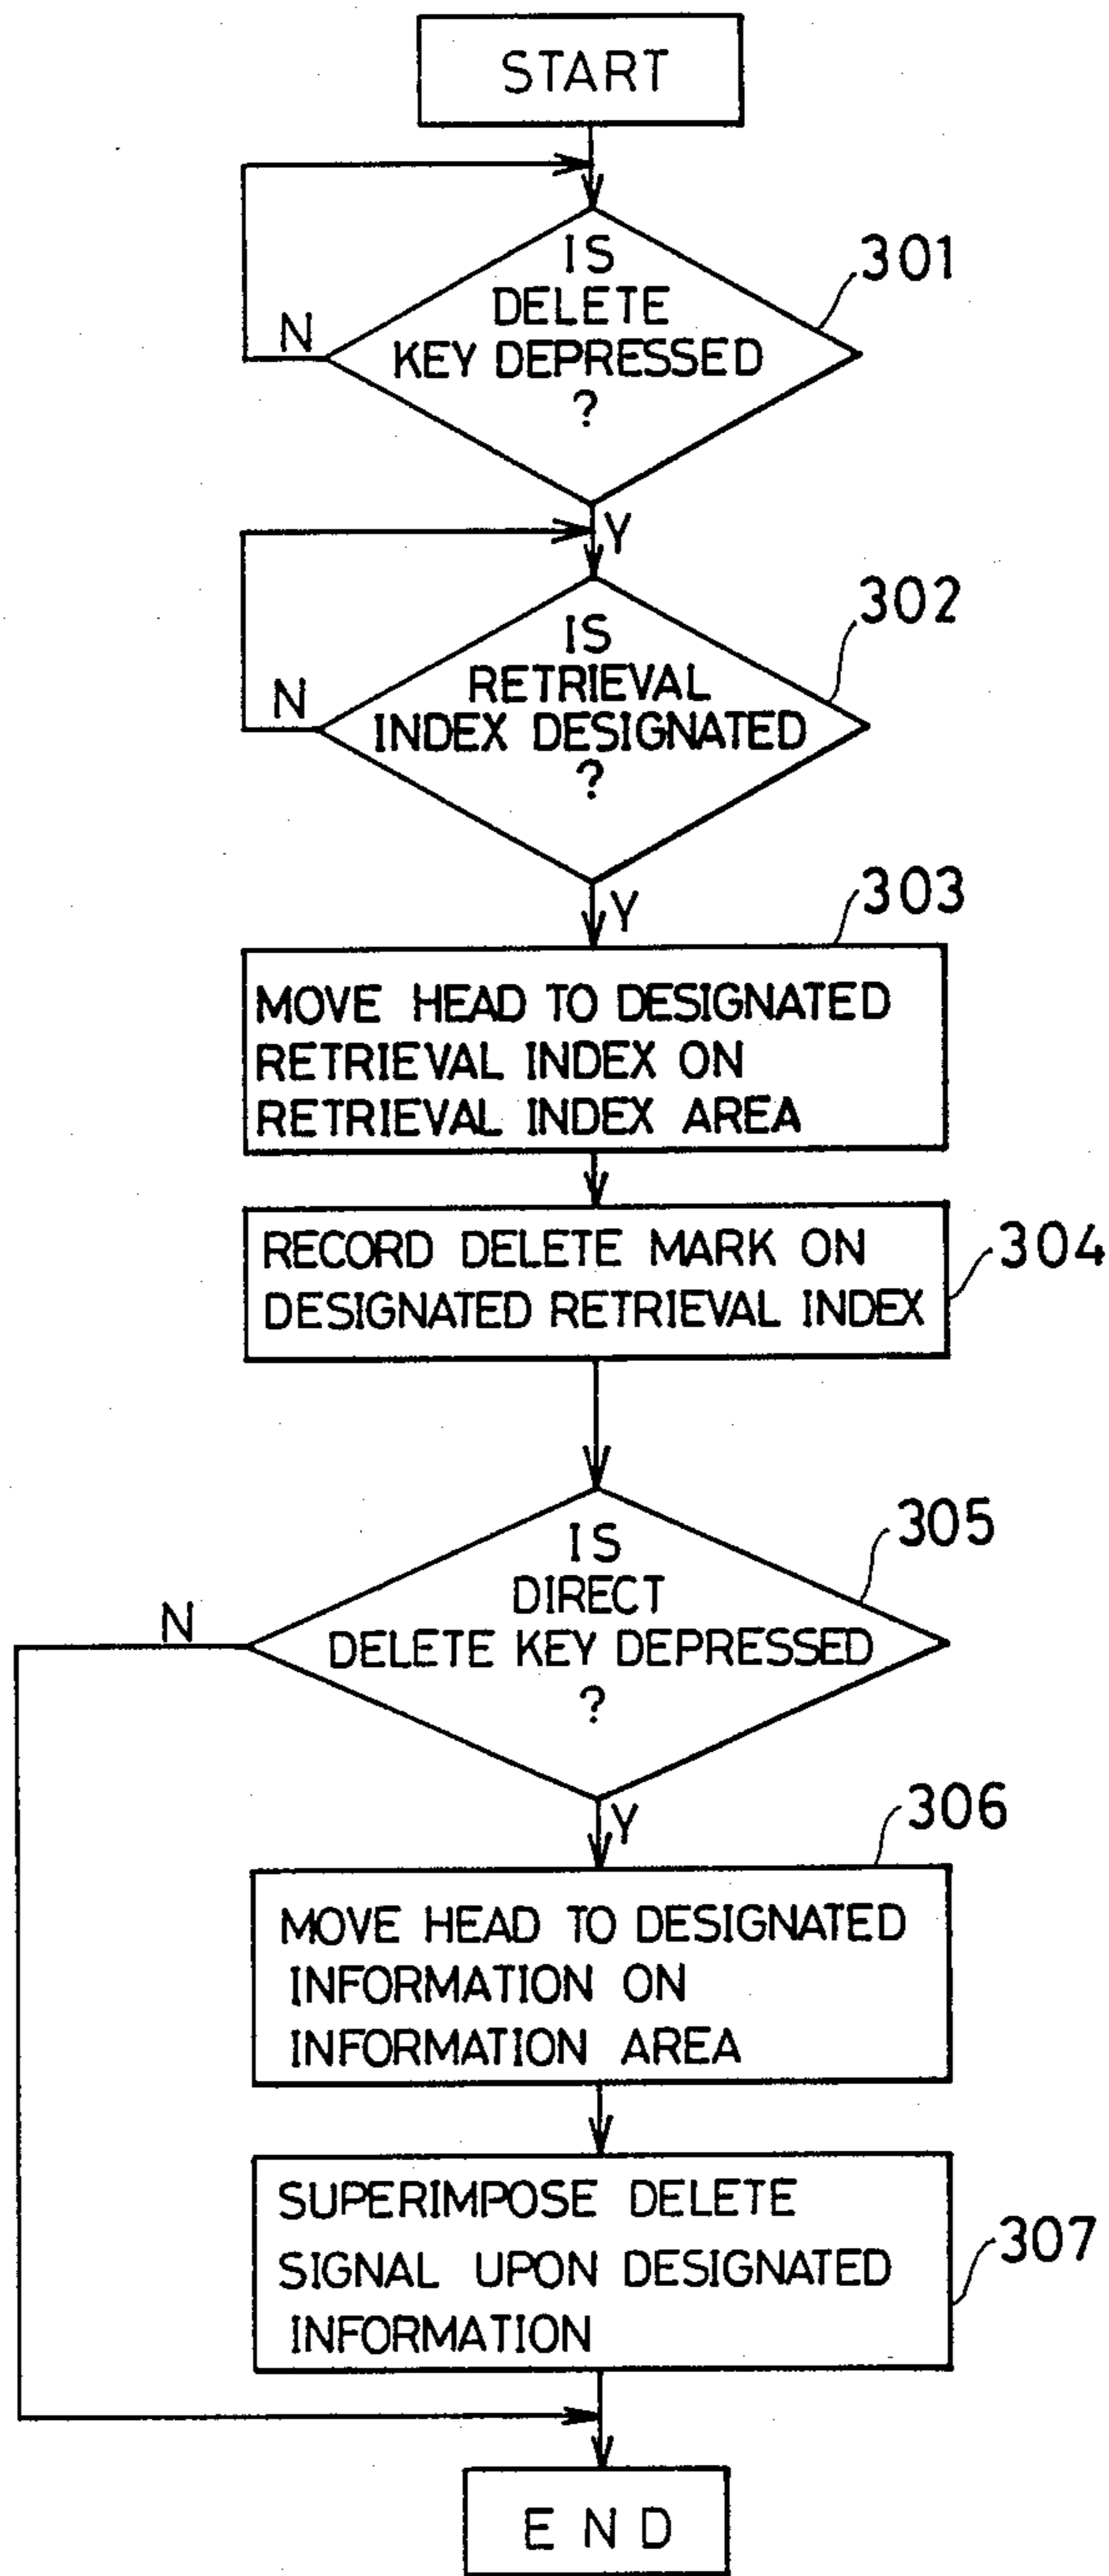 START
IS
DELETE
KEY DEPRESSED
?
301
N
Y
IS
RETRIEVAL
INDEX DESIGNATED
?
302
N
Y
303
MOVE HEAD TO DESIGNATED
RETRIEVAL INDEX ON
RETRIEVAL INDEX AREA
RECORD DELETE MARK ON
DESIGNATED RETRIEVAL INDEX
304
IS
DIRECT
DELETE KEY DEPRESSED
?
305
N
Y
306
MOVE HEAD TO DESIGNATED
INFORMATION ON
INFORMATION AREA
SUPERIMPOSE DELETE
SIGNAL UPON DESIGNATED
INFORMATION
307
END